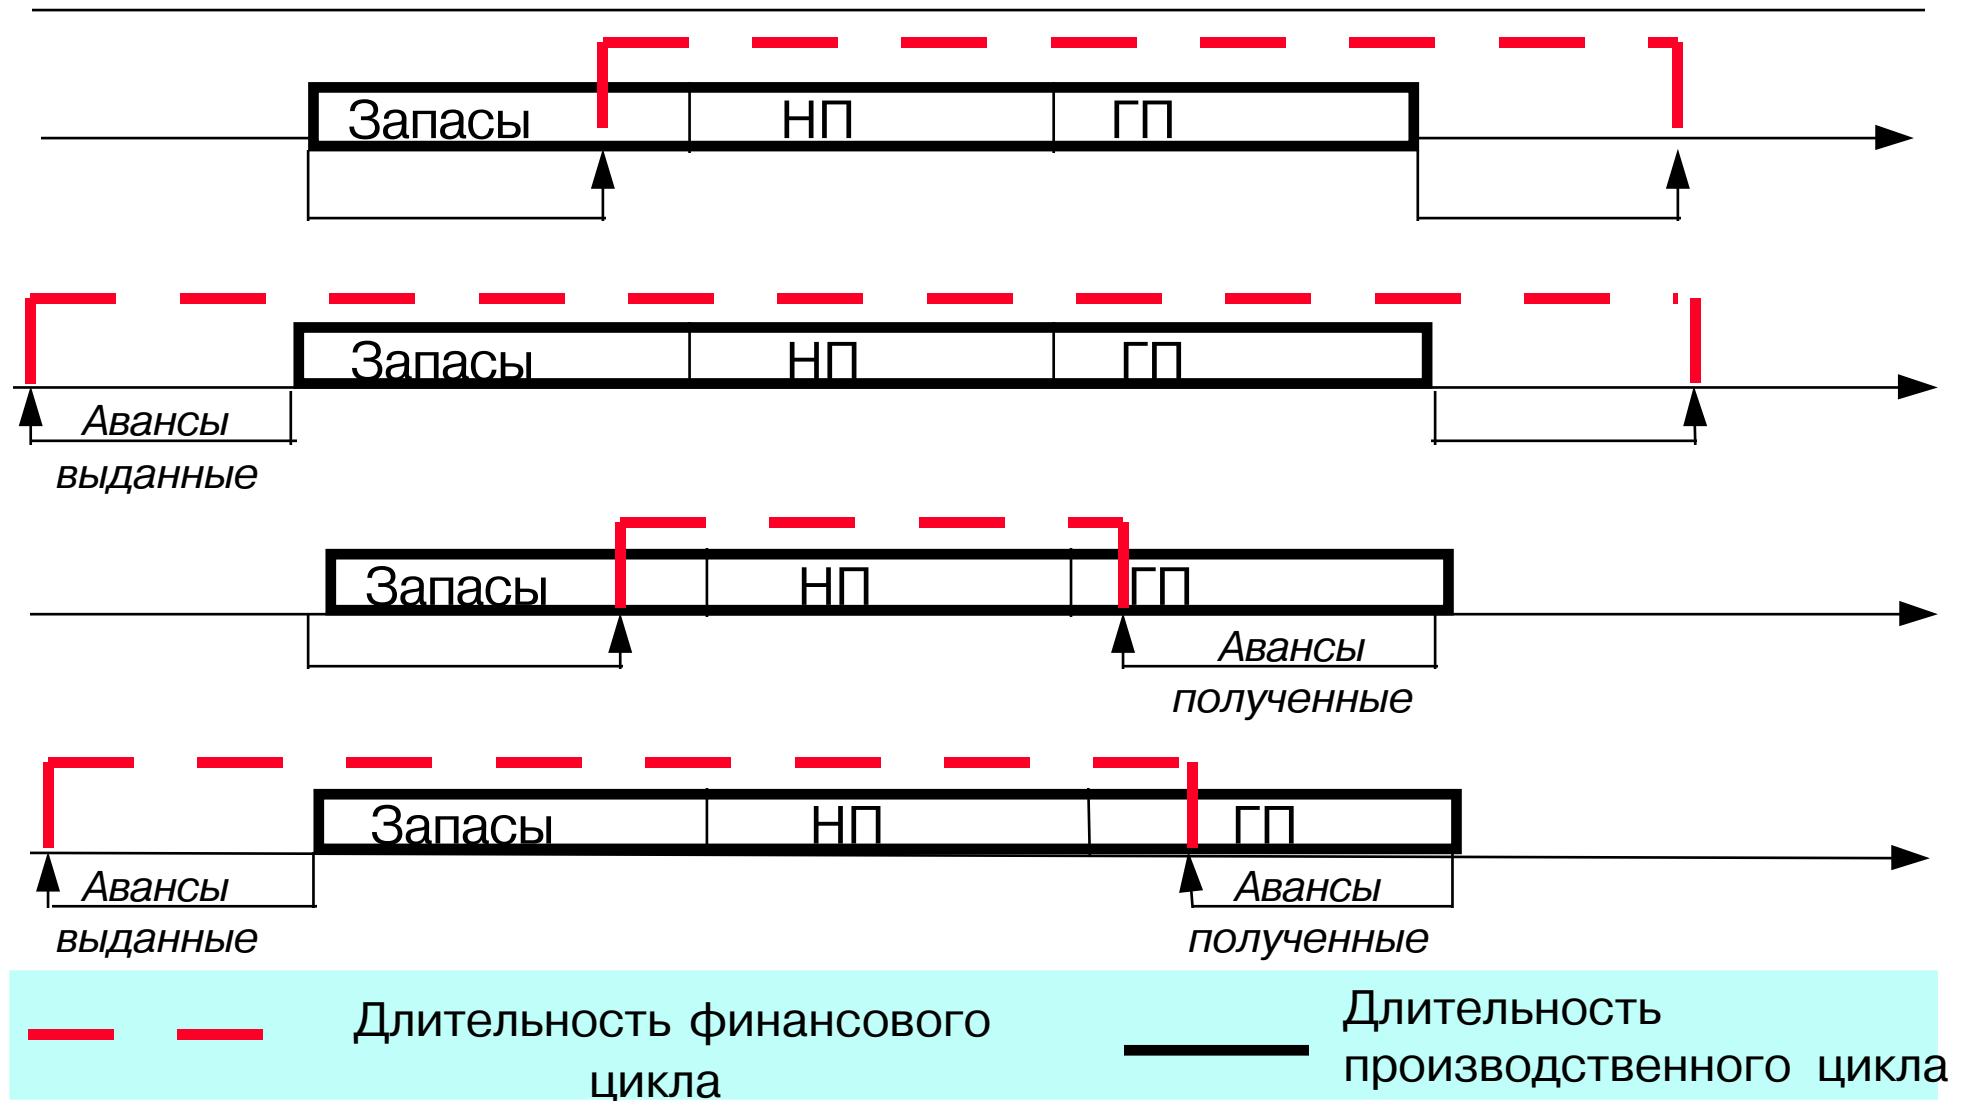 Запасы НП ГП
Запасы НП ГП
Авансы
выданные
Запасы НП ГП
Авансы
полученные
Запасы НП ГП
Авансы
выданные
Авансы
полученные
Длительность финансового
цикла
Длительность
производственного цикла